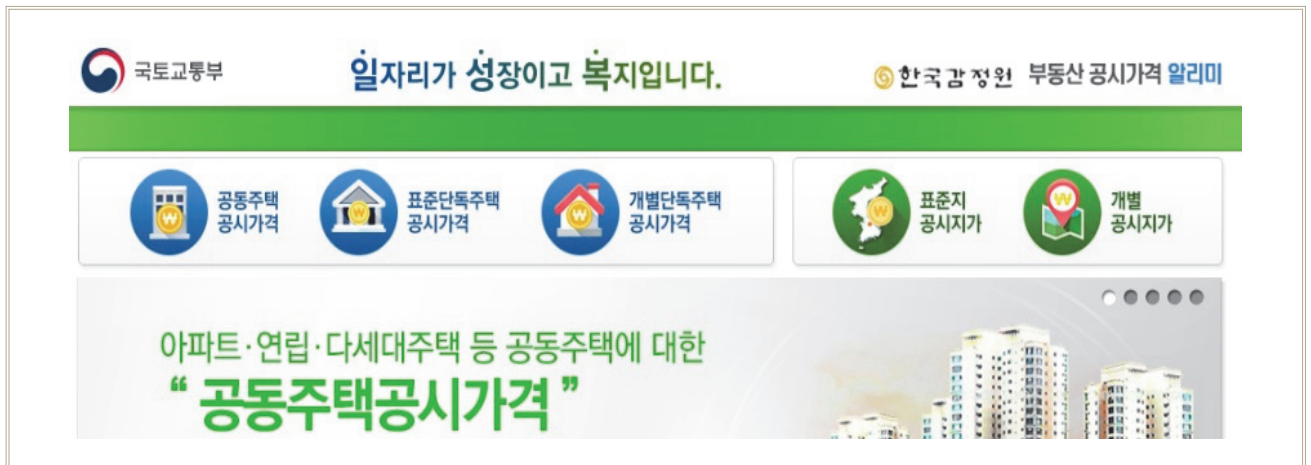 국토교통부
일자리가 성장이고 복지입니다.
한국감정원 부동산 공시가격 알리미
공동주택
공시가격
표준단독주택
공시가격
개별단독주택
공시가격
표준지
공시지가
개별
공시지가
아파트·연립·다세대주택 등 공동주택에 대한
“공동주택공시가격”